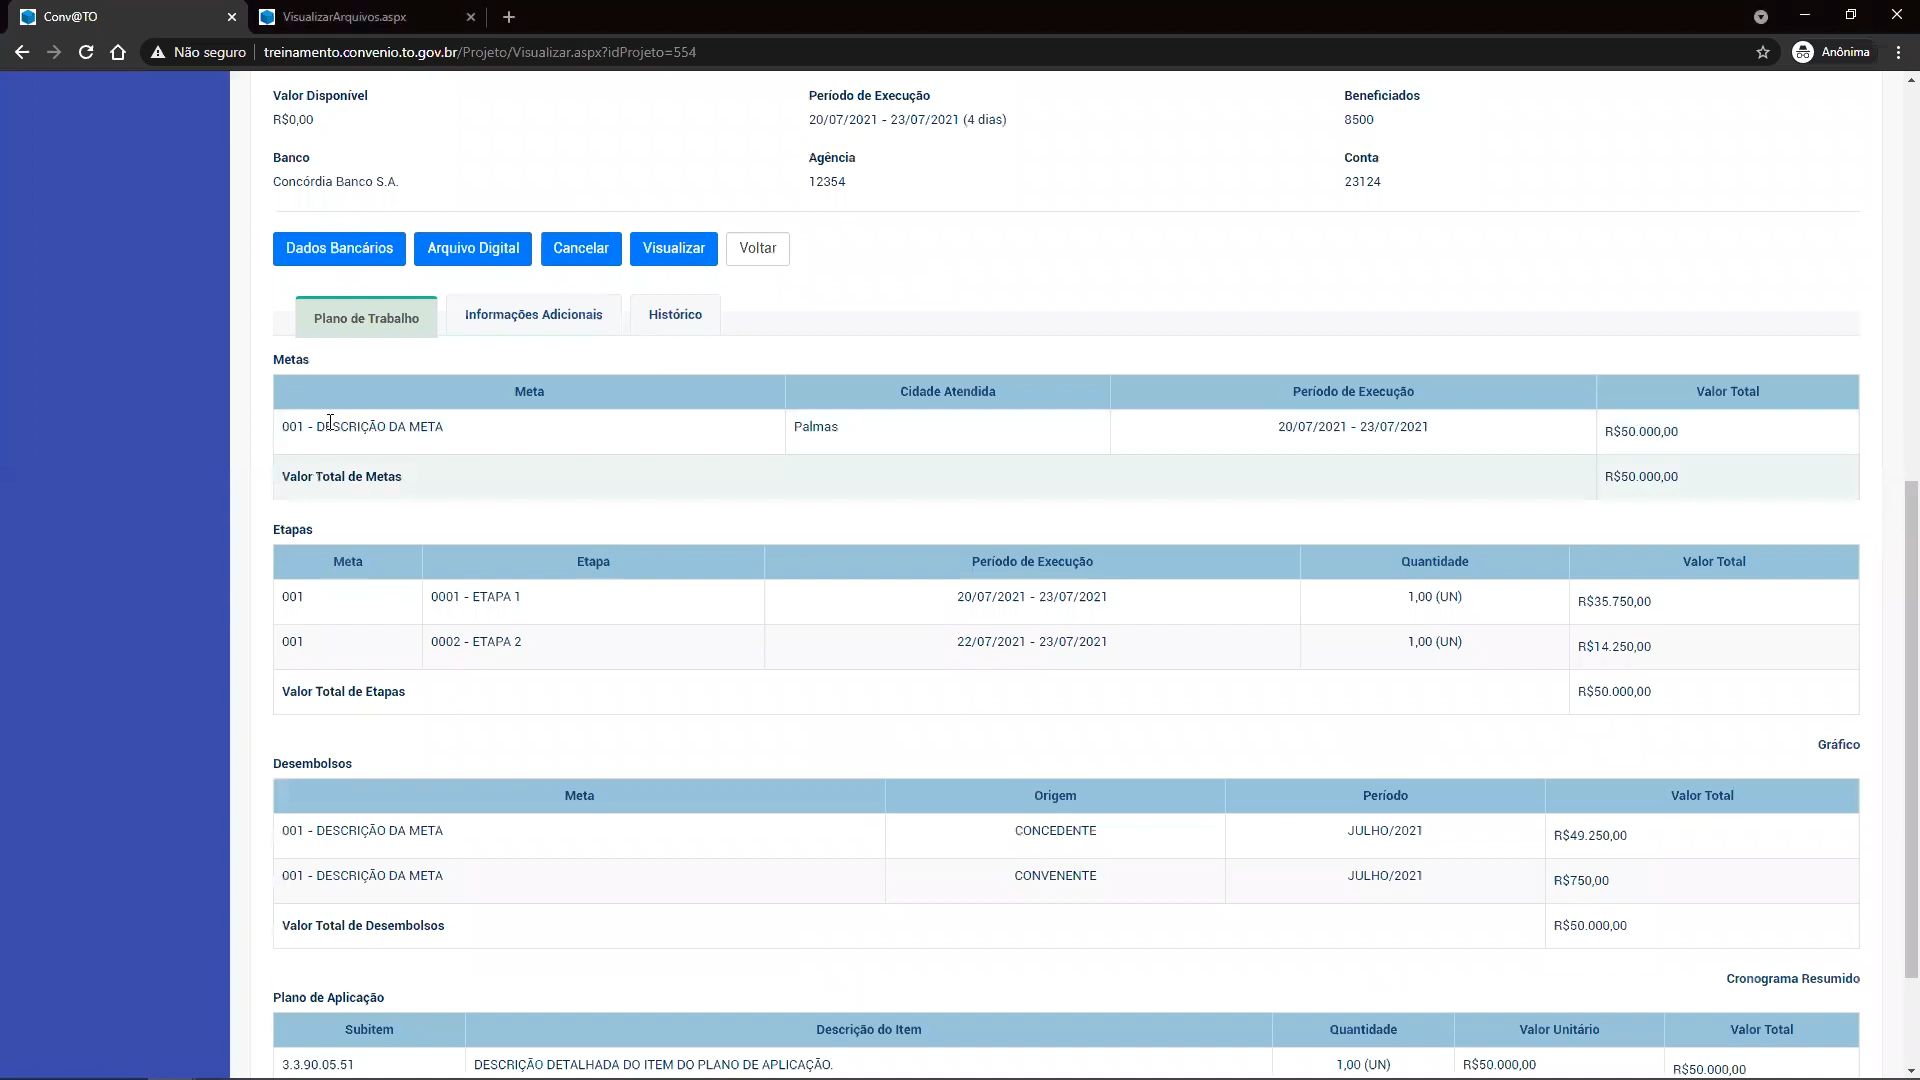 Conv@TO
VisualizarArquivos.aspx
Não seguro
treinamento.convenio.to.gov.br/Projeto/Visualizar.aspx?idProjeto=554
Anônima
Valor Disponível Período de Execução Beneficiados
R$0,00 20/07/2021 - 23/07/2021 (4 dias) 8500
Banco Agência Conta
Concórdia Banco S.A. 12354 23124
Dados Bancários Arquivo Digital Cancelar Visualizar Voltar
Plano de Trabalho Informações Adicionais Histórico
Metas
Meta Cidade Atendida Período de Execução Valor Total
001 - DESCRIÇÃO DA META Palmas 20/07/2021 - 23/07/2021 R$50.000,00
Valor Total de Metas R$50.000,00
Etapas
Meta Etapa Período de Execução Quantidade Valor Total
001 0001 - ETAPA 1 20/07/2021 - 23/07/2021 1,00 (UN) R$35.750,00
001 0002 - ETAPA 2 22/07/2021 - 23/07/2021 1,00 (UN) R$14.250,00
Valor Total de Etapas R$50.000,00
Gráfico
Desembolsos
Meta Origem Período Valor Total
001 - DESCRIÇÃO DA META CONCEDENTE JULHO/2021 R$49.250,00
001 - DESCRIÇÃO DA META CONVENENTE JULHO/2021 R$750,00
Valor Total de Desembolsos R$50.000,00
Cronograma Resumido
Plano de Aplicação
Subitem Descrição do Item Quantidade Valor Unitário Valor Total
3.3.90.05.51 DESCRIÇÃO DETALHADA DO ITEM DO PLANO DE APLICAÇÃO. 1,00 (UN) R$50.000,00 R$50.000,00